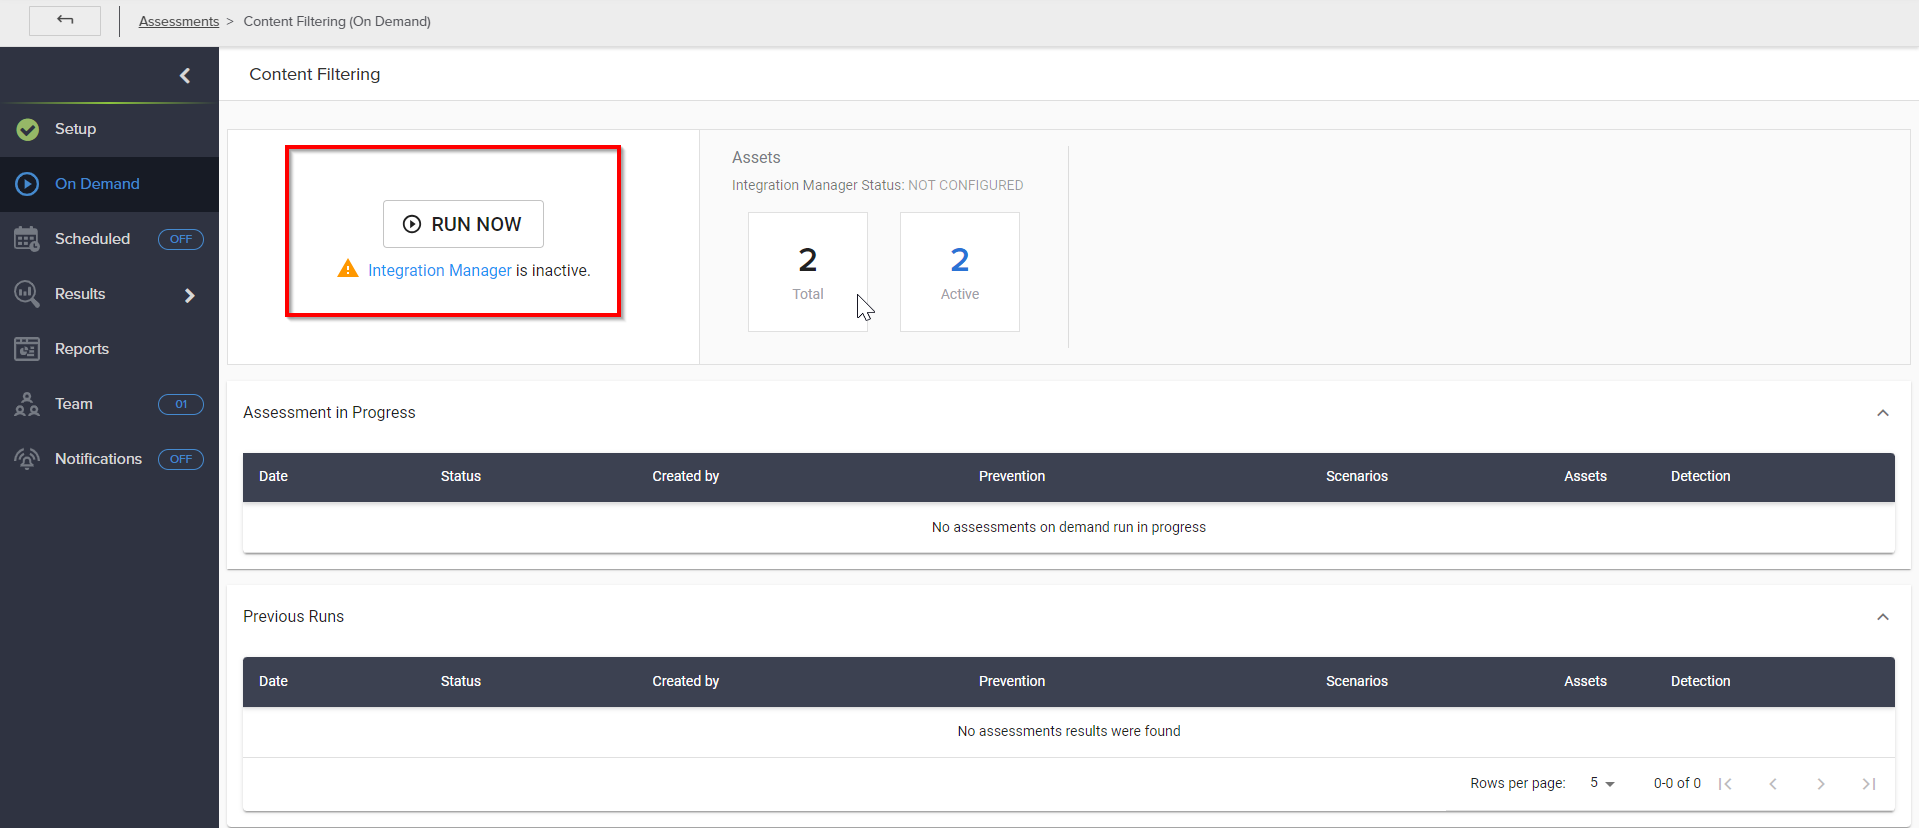 Assessments > Content Filtering (On Demand)
Content Filtering
Setup
On Demand
Scheduled OFF
Results
Reports
Team 01
Notifications OFF
RUN NOW
Integration Manager is inactive.
Assets
Integration Manager Status: NOT CONFIGURED
2 2
Total Active
Assessment in Progress
Date Status Created by Prevention Scenarios Assets Detection
No assessments on demand run in progress
Previous Runs
Date Status Created by Prevention Scenarios Assets Detection
No assessments results were found
Rows per page: 5 0-0 of 0